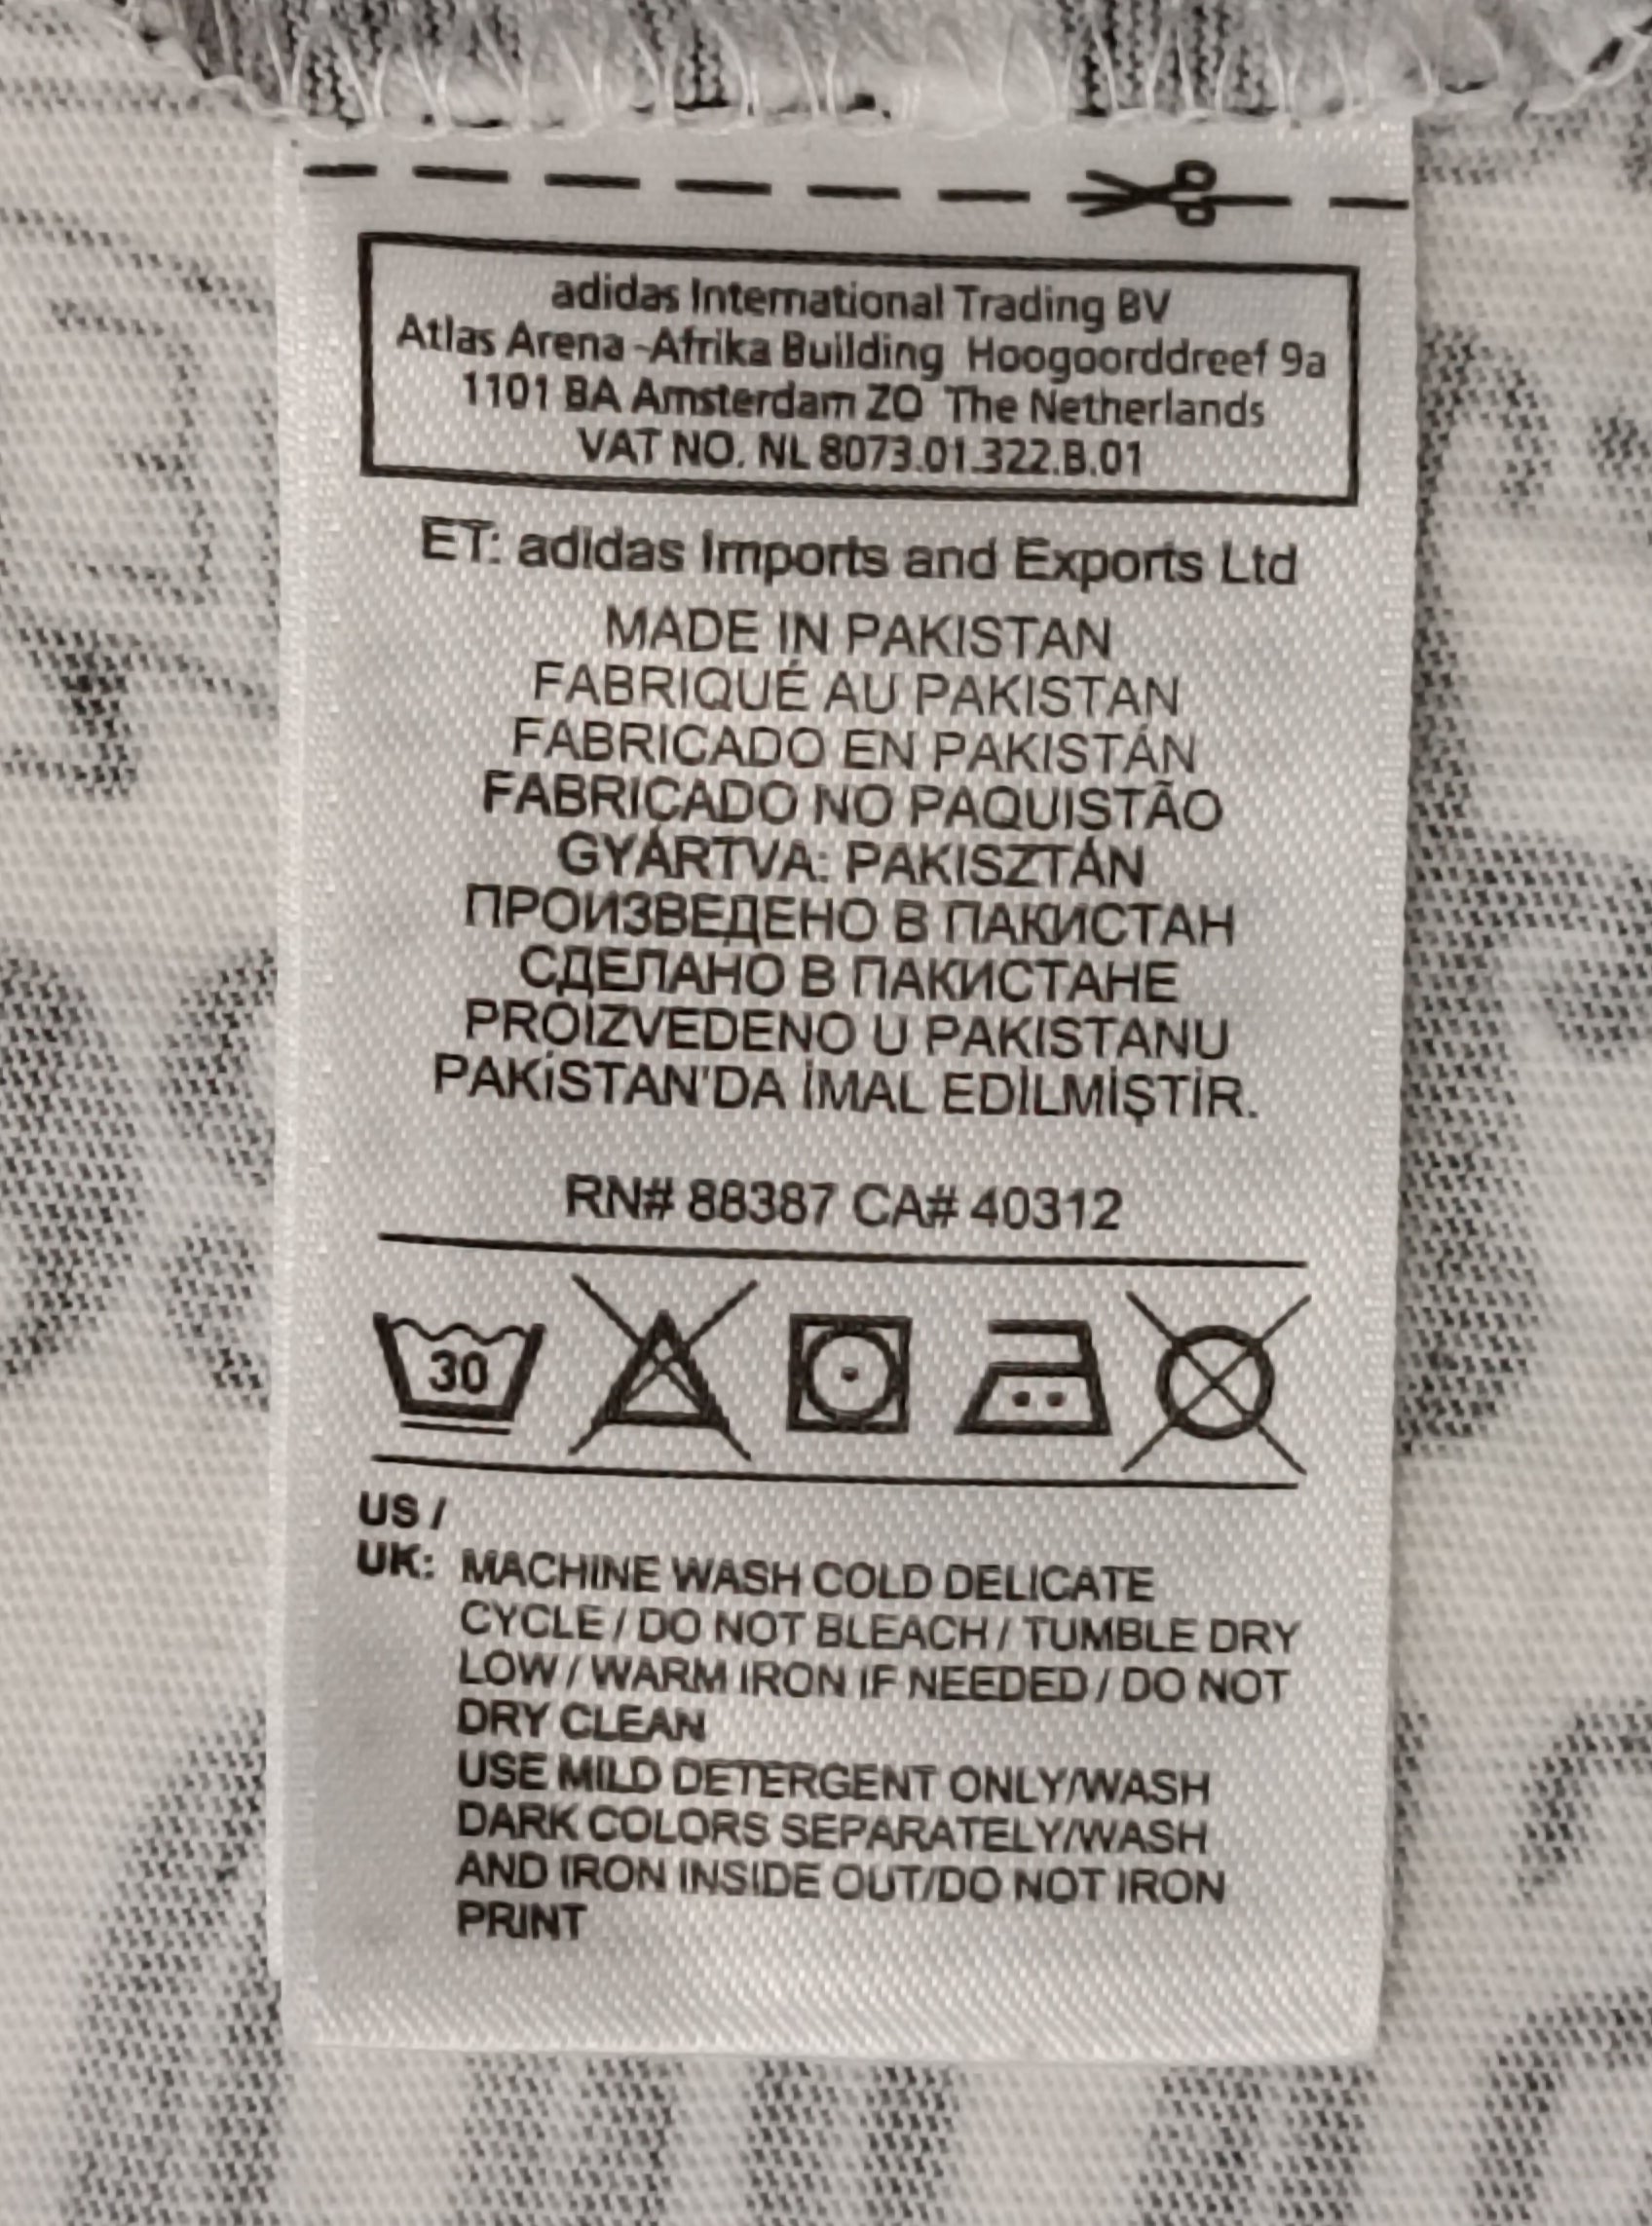 adidas International Trading BV
Atlas Arena -Afrika Building Hoogoorddreef 9a
1101 BA Amsterdam ZO The Netherlands
VAT NO. NL 8073.01.322.B.01
ET: adidas Imports and Exports Ltd
MADE IN PAKISTAN
FABRIQUÉ AU PAKISTAN
FABRICADO EN PAKISTÁN
FABRICADO NO PAQUISTÃO
GYÁRTVA: PAKISZTÁN
ПРОИЗВЕДЕНО В ПАКИСТАН
СДЕЛАНО В ПАКИСТАНЕ
PROIZVEDENO U PAKISTANU
PAKİSTAN'DA İMAL EDİLMİŞTİR.
RN# 88387 CA# 40312
30
US /
UK: MACHINE WASH COLD DELICATE
CYCLE / DO NOT BLEACH / TUMBLE DRY
LOW / WARM IRON IF NEEDED / DO NOT
DRY CLEAN
USE MILD DETERGENT ONLY/WASH
DARK COLORS SEPARATELY/WASH
AND IRON INSIDE OUT/DO NOT IRON
PRINT